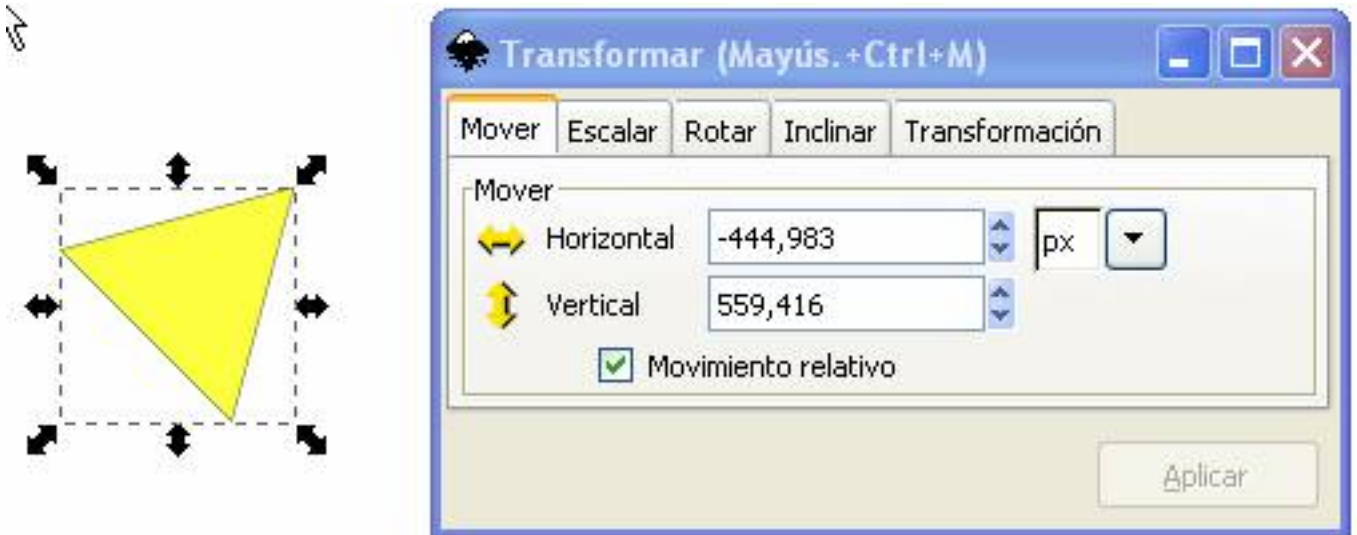 Transformar (Mayús.+Ctrl+M)
Mover Escalar Rotar Inclinar Transformación
Mover
Horizontal -444,983 px
Vertical 559,416
Movimiento relativo
Aplicar